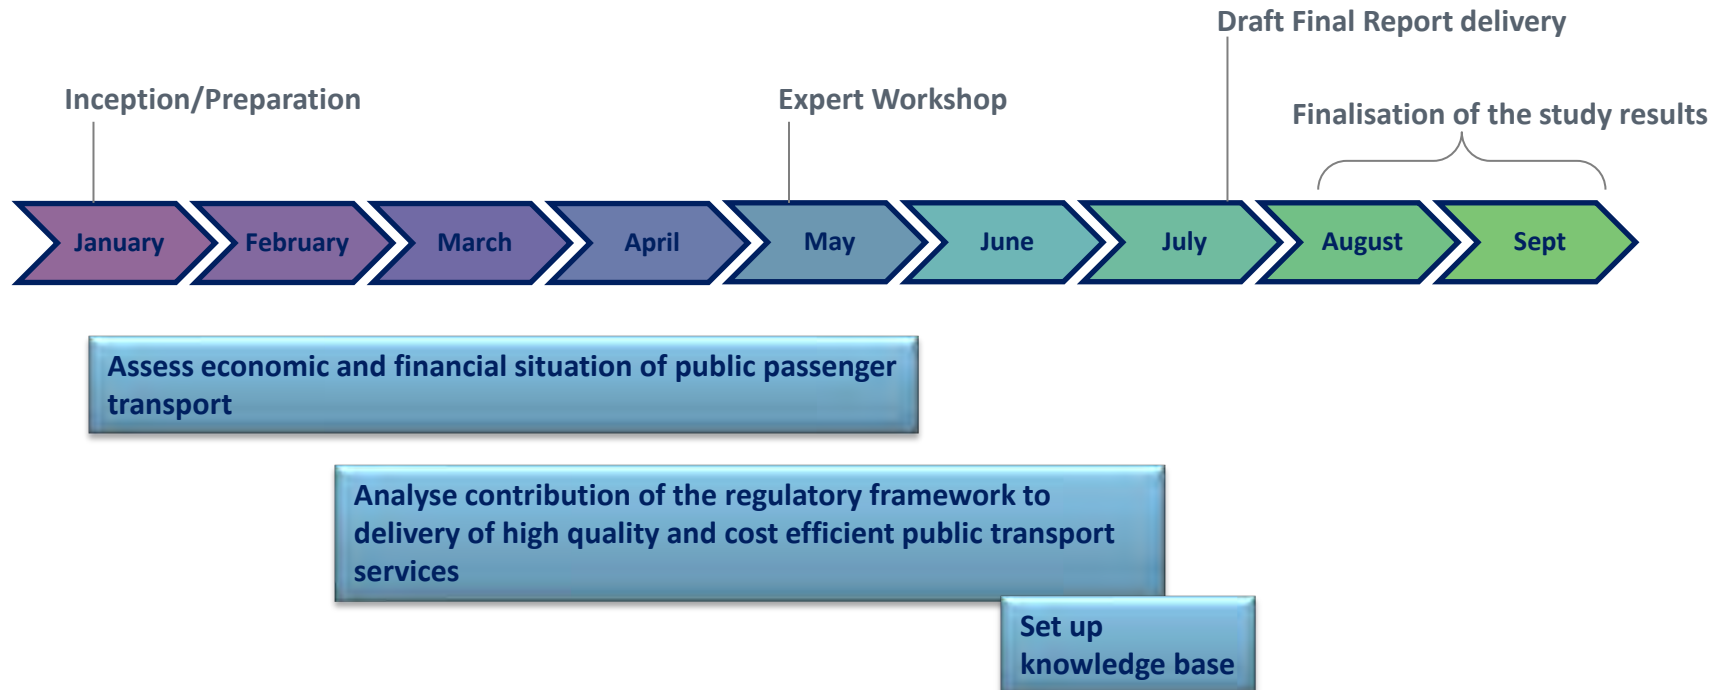 Draft Final Report delivery
Inception/Preparation
Expert Workshop
Finalisation of the study results
January
February
March
April
May
June
July
August
Sept
Assess economic and financial situation of public passenger
transport
Analyse contribution of the regulatory framework to
delivery of high quality and cost efficient public transport
services
Set up
knowledge base